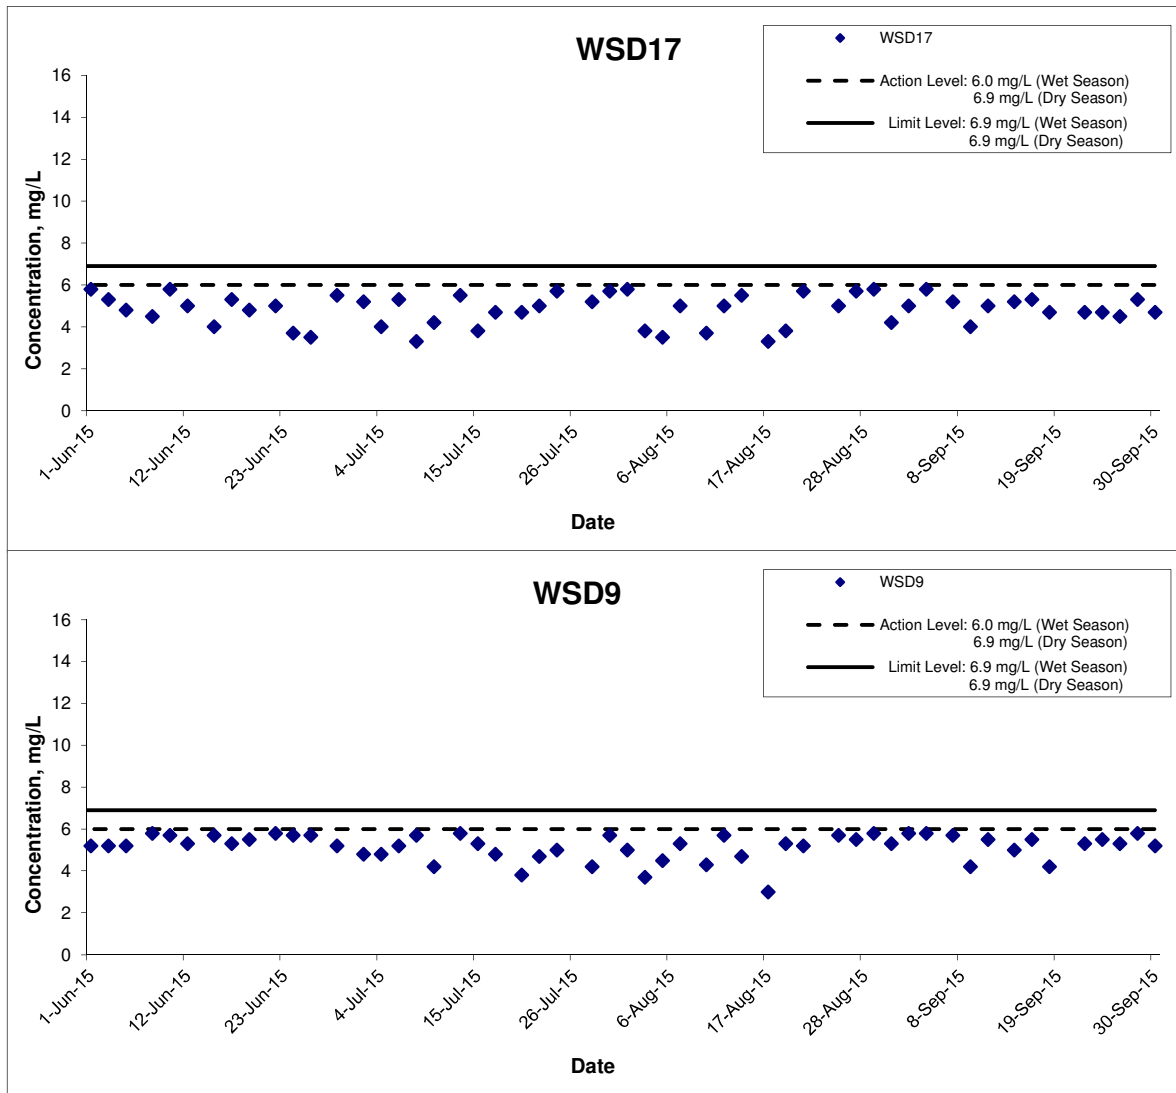 WSD17
WSD17
Action Level: 6.0 mg/L (Wet Season)
6.9 mg/L (Dry Season)
Limit Level: 6.9 mg/L (Wet Season)
6.9 mg/L (Dry Season)
Concentration, mg/L
16
14
12
10
8
6
4
2
0
1-Jun-15
12-Jun-15
23-Jun-15
4-Jul-15
15-Jul-15
26-Jul-15
6-Aug-15
17-Aug-15
28-Aug-15
8-Sep-15
19-Sep-15
30-Sep-15
Date
WSD9
WSD9
Action Level: 6.0 mg/L (Wet Season)
6.9 mg/L (Dry Season)
Limit Level: 6.9 mg/L (Wet Season)
6.9 mg/L (Dry Season)
Concentration, mg/L
16
14
12
10
8
6
4
2
0
1-Jun-15
12-Jun-15
23-Jun-15
4-Jul-15
15-Jul-15
26-Jul-15
6-Aug-15
17-Aug-15
28-Aug-15
8-Sep-15
19-Sep-15
30-Sep-15
Date